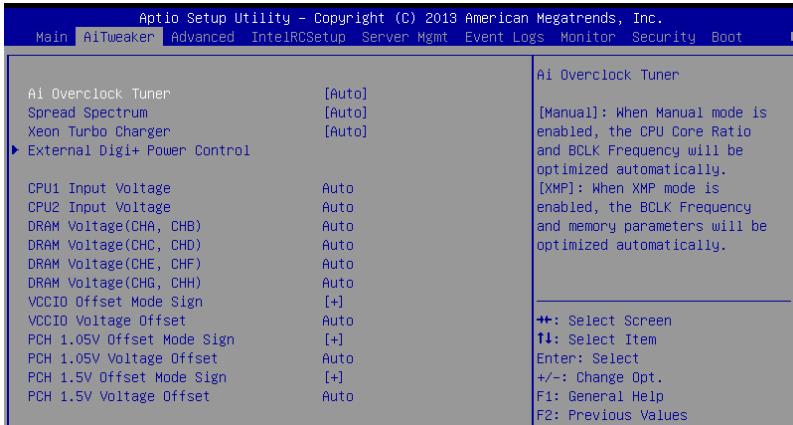 Aptio Setup Utility – Copyright (C) 2013 American Megatrends, Inc.
Main AiTweaker Advanced IntelRCSetup Server Mgmt Event Logs Monitor Security Boot
Ai Overclock Tuner [Auto]
Spread Spectrum [Auto]
Xeon Turbo Charger [Auto]
External Digi+ Power Control
CPU1 Input Voltage Auto
CPU2 Input Voltage Auto
DRAM Voltage(CHA, CHB) Auto
DRAM Voltage(CHC, CHD) Auto
DRAM Voltage(CHE, CHF) Auto
DRAM Voltage(CHG, CHH) Auto
VCCIO Offset Mode Sign [+]
VCCIO Voltage Offset Auto
PCH 1.05V Offset Mode Sign [+]
PCH 1.05V Voltage Offset Auto
PCH 1.5V Offset Mode Sign [+]
PCH 1.5V Voltage Offset Auto
Ai Overclock Tuner
[Manual]: When Manual mode is
enabled, the CPU Core Ratio
and BCLK Frequency will be
optimized automatically.
[XMP]: When XMP mode is
enabled, the BCLK Frequency
and memory parameters will be
optimized automatically.
→←: Select Screen
↑↓: Select Item
Enter: Select
+/-: Change Opt.
F1: General Help
F2: Previous Values